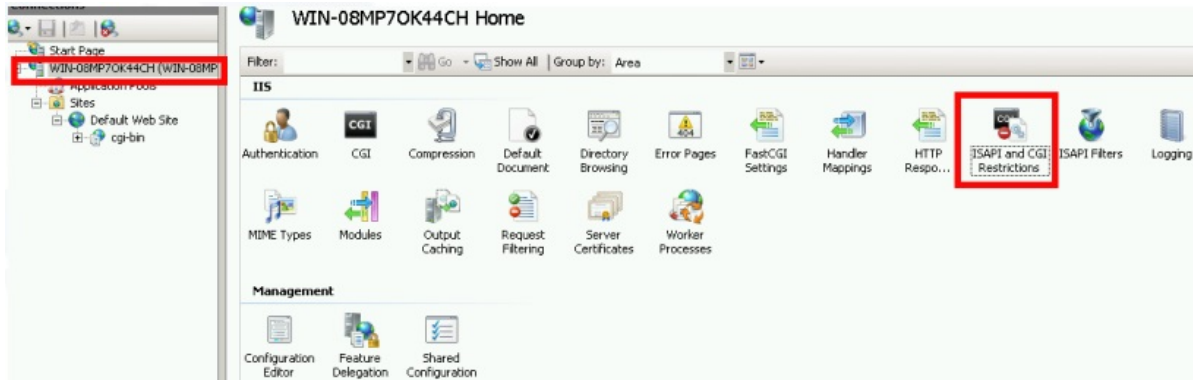 Connections
WIN-08MP7OK44CH Home
Start Page
WIN-08MP7OK44CH (WIN-08MP
Application Pools
Sites
Default Web Site
cgi-bin
Filter: Go Show All Group by: Area
IIS
Authentication CGI Compression Default Document Directory Browsing Error Pages FastCGI Settings Handler Mappings HTTP Respo... ISAPI and CGI Restrictions ISAPI Filters Logging
MIME Types Modules Output Caching Request Filtering Server Certificates Worker Processes
Management
Configuration Editor Feature Delegation Shared Configuration